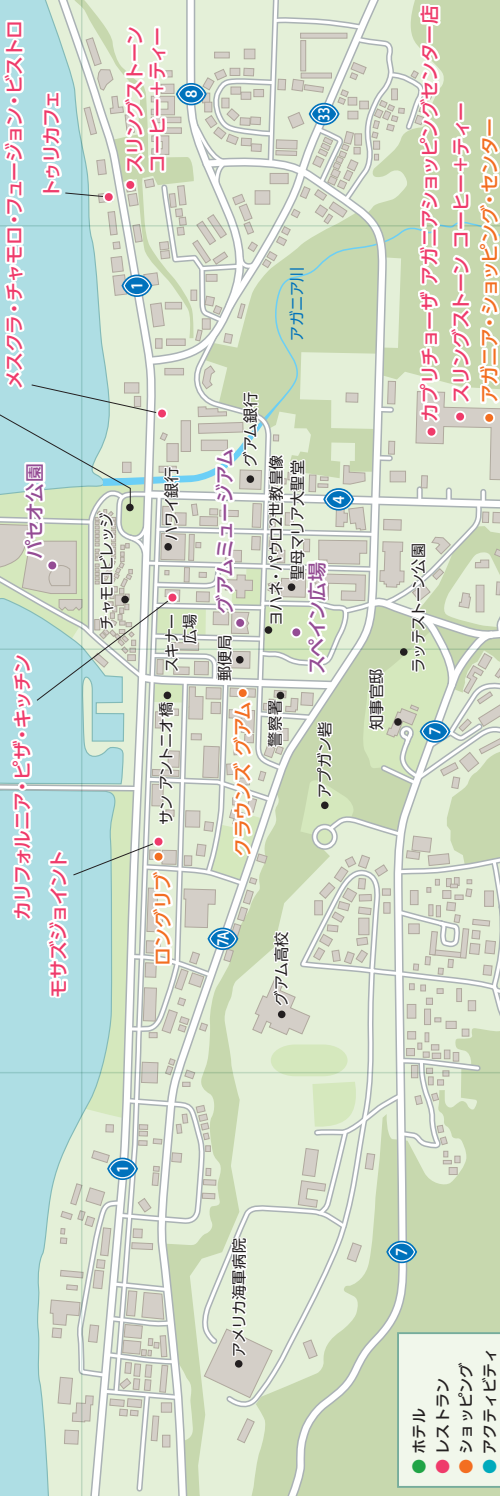 メスクラ・チャモロ・フュージョン・ビストロ
トゥリカフェ
スリングストーン
コーヒー+ティー
8
33
1
アガニア川
カプリチョーザ アガニアショッピングセンター店
スリングストーン コーヒー+ティー
アガニア・ショッピング・センター
パセオ公園
チャモロビレッジ
ハワイ銀行
グアムミュージアム
グアム銀行
ヨハネ・パウロ2世教皇像
聖母マリア大聖堂
4
スペイン広場
ラッテストーン公園
カリフォルニア・ピザ・キッチン
スキナー
広場
郵便局
サン アントニオ橋
クラウンズ グアム
警察署
アプガン砦
知事官邸
7
モサズジョイント
ロングリブ
7A
グアム高校
1
アメリカ海軍病院
7
ホテル
レストラン
ショッピング
アクティビティ